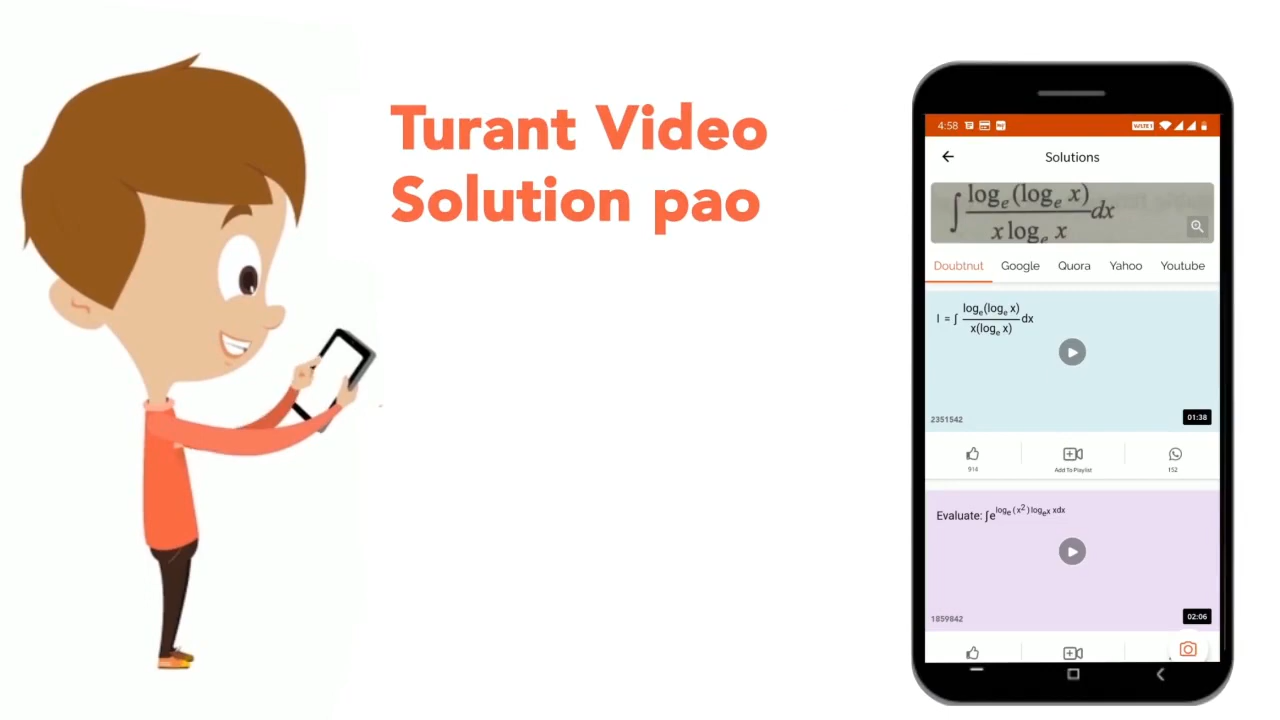 Turant Video
Solution pao
4:58
VoLTE1
Solutions
∫ logₑ(logₑ x) / x logₑ x dx
Doubtnut Google Quora Yahoo Youtube
I = ∫ logₑ(logₑ x) / x(logₑ x) dx
2351542 01:38
914 Add To Playlist 152
Evaluate: ∫e^logₑ(x²)logₑx xdx
1859842 02:06